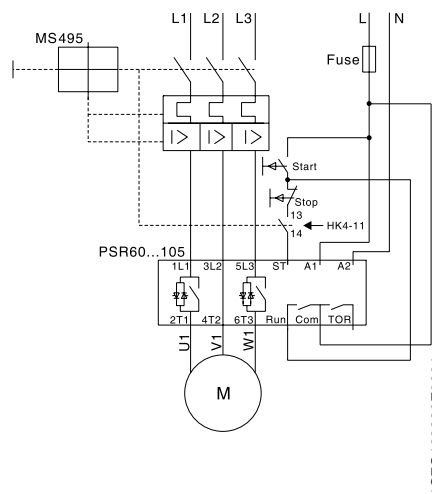 L1 L2 L3 L N
MS495
Fuse
I> I> I>
Start
Stop
13
14 HK4-11
PSR60...105
1L1 3L2 5L3 ST A1 A2
2T1 4T2 6T3 Run Com TOR
U1 V1 W1
M